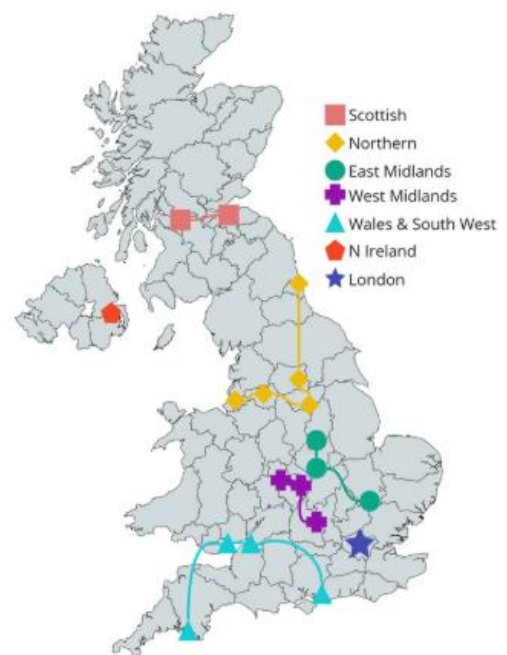 Scottish
Northern
East Midlands
West Midlands
Wales & South West
N Ireland
London